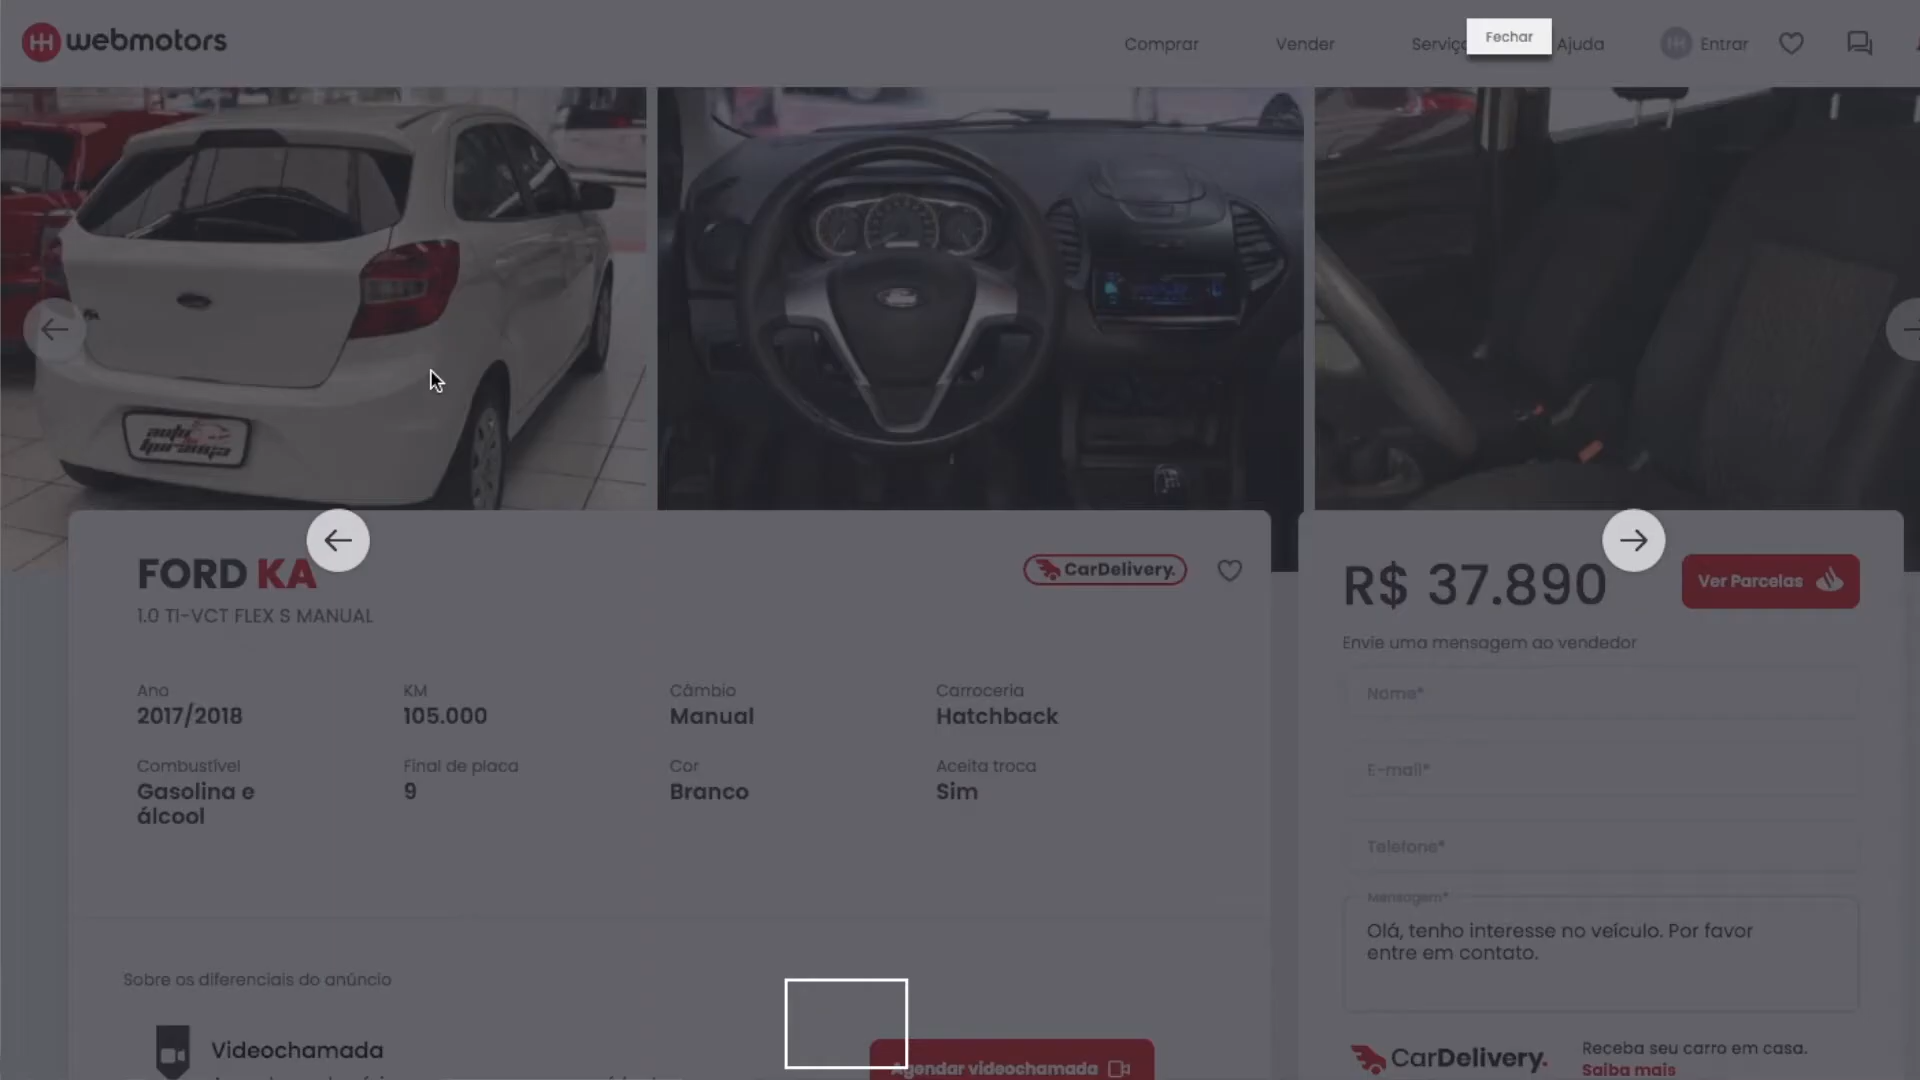 webmotors
Comprar
Vender
Serviç
Fechar
Ajuda
Entrar
FORD KA
CarDelivery.
1.0 TI-VCT FLEX S MANUAL
R$ 37.890
Ver Parcelas
Envie uma mensagem ao vendedor
Ano
2017/2018
KM
105.000
Câmbio
Manual
Carroceria
Hatchback
Nome*
Combustível
Gasolina e
álcool
Final de placa
9
Cor
Branco
Aceita troca
Sim
E-mail*
Telefone*
Mensagem*
Olá, tenho interesse no veículo. Por favor
entre em contato.
Sobre os diferenciais do anúncio
Videochamada
Agendar videochamada
CarDelivery.
Receba seu carro em casa.
Saiba mais